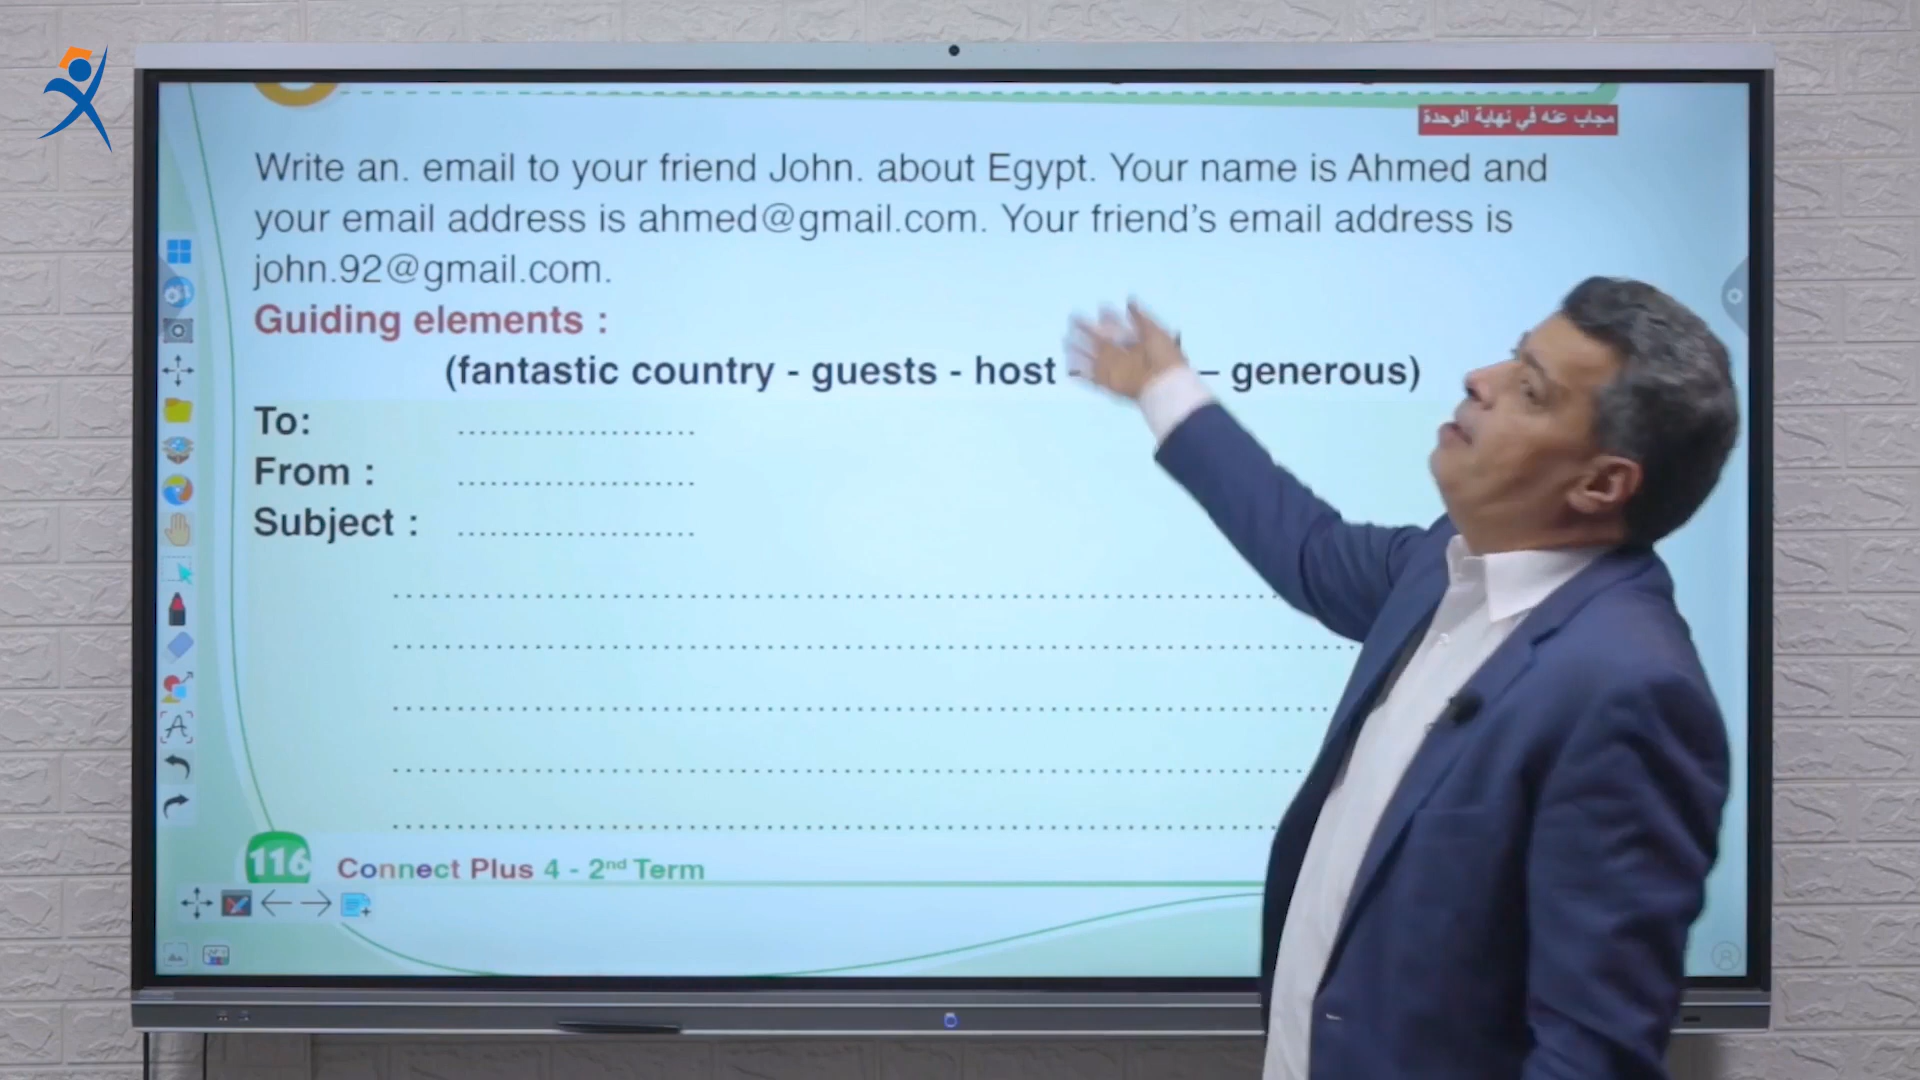 مجاب عنه في نهاية الوحدة
Write an. email to your friend John. about Egypt. Your name is Ahmed and
your email address is ahmed@gmail.com. Your friend's email address is
john.92@gmail.com.
Guiding elements :
(fantastic country - guests - host - – generous)
To: .....................
From : .....................
Subject : .....................
116 Connect Plus 4 - 2nd Term